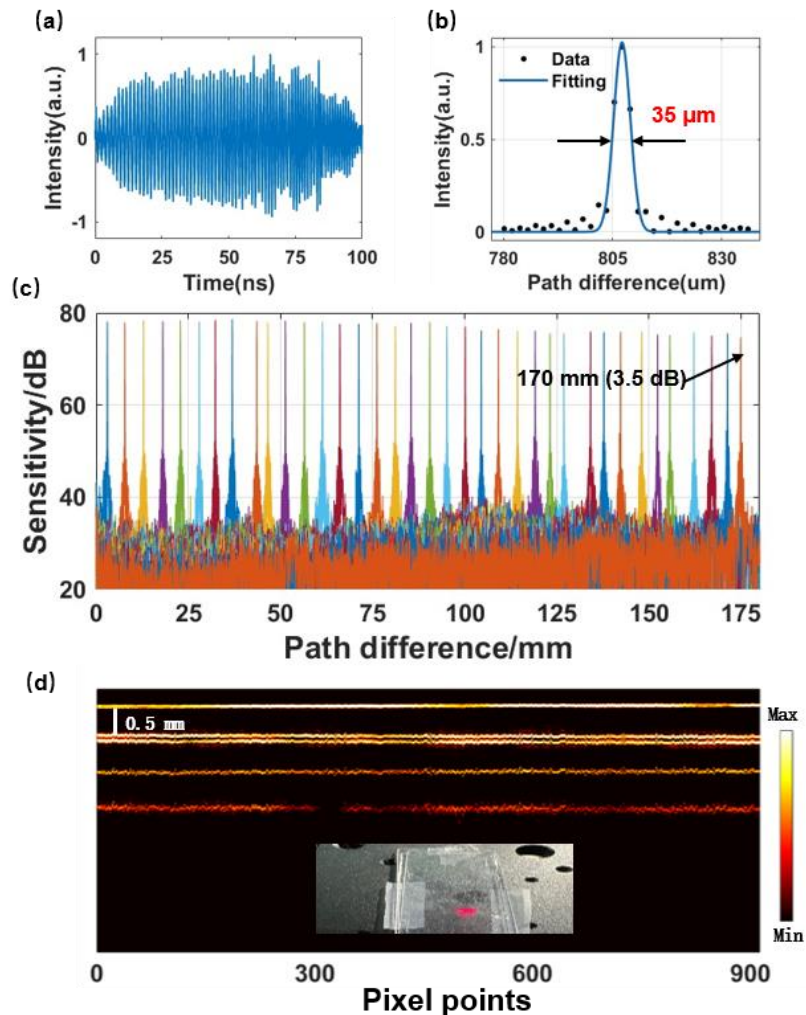 (a)
Intensity(a.u.)
1
0
-1
0 25 50 75 100
Time(ns)
(b)
Intensity(a.u.)
1
0.5
0
Data
Fitting
35 µm
780 805 830
Path difference(um)
(c)
Sensitivity/dB
80
60
40
20
170 mm (3.5 dB)
0 25 50 75 100 125 150 175
Path difference/mm
(d)
0.5 mm
Max
Min
0 300 600 900
Pixel points